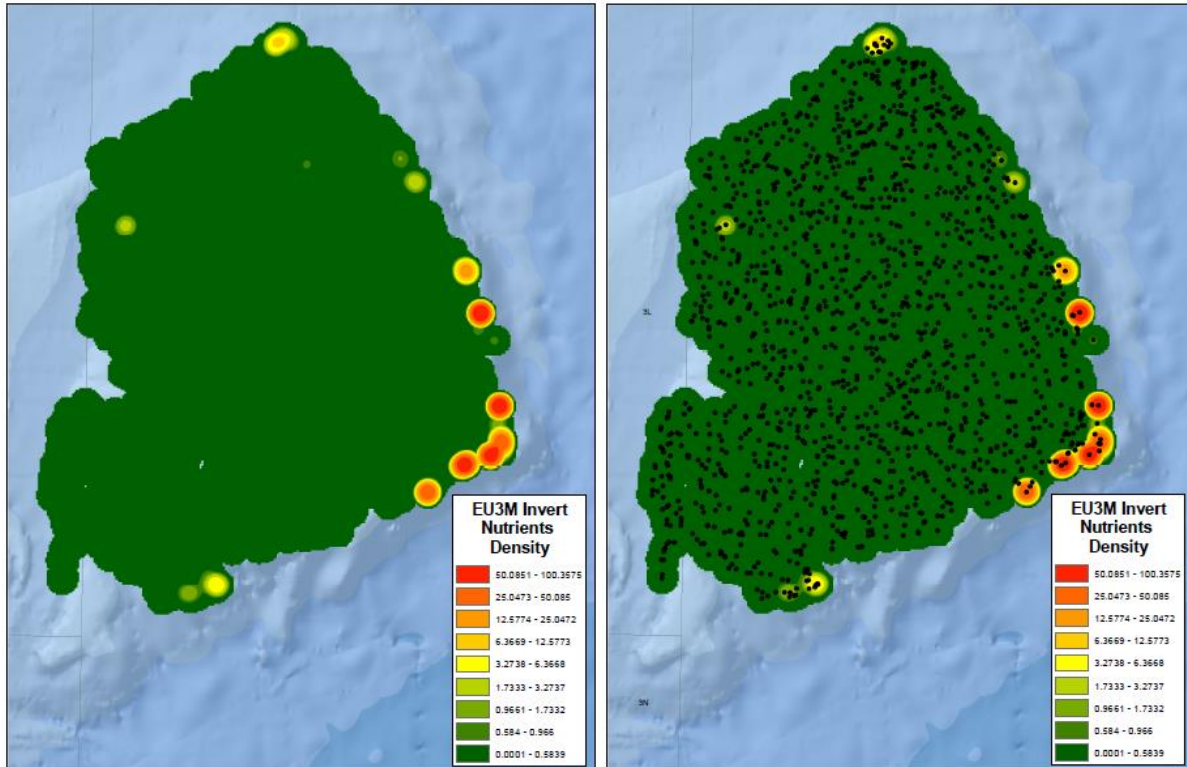 EU3M Invert
Nutrients
Density
50.0851 - 100.3575
25.0473 - 50.085
12.5774 - 25.0472
6.3669 - 12.5773
3.2738 - 6.3668
1.7333 - 3.2737
0.9661 - 1.7332
0.584 - 0.966
0.0001 - 0.5839
3L
3N
EU3M Invert
Nutrients
Density
50.0851 - 100.3575
25.0473 - 50.085
12.5774 - 25.0472
6.3669 - 12.5773
3.2738 - 6.3668
1.7333 - 3.2737
0.9661 - 1.7332
0.584 - 0.966
0.0001 - 0.5839